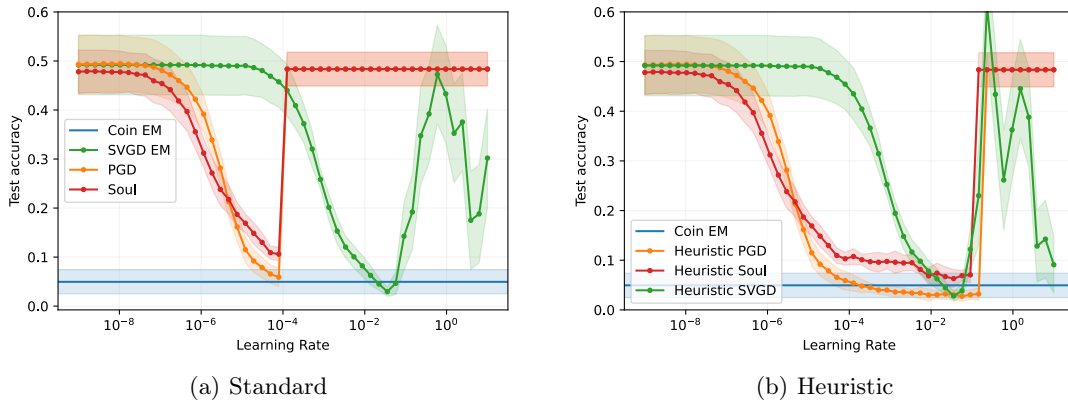 0.6
0.5
0.4
0.3
0.2
0.1
0.0
Test accuracy
Coin EM
SVGD EM
PGD
Soul
10⁻⁸ 10⁻⁶ 10⁻⁴ 10⁻² 10⁰
Learning Rate
(a) Standard
0.6
0.5
0.4
0.3
0.2
0.1
0.0
Test accuracy
Coin EM
Heuristic PGD
Heuristic Soul
Heuristic SVGD
10⁻⁸ 10⁻⁶ 10⁻⁴ 10⁻² 10⁰
Learning Rate
(b) Heuristic